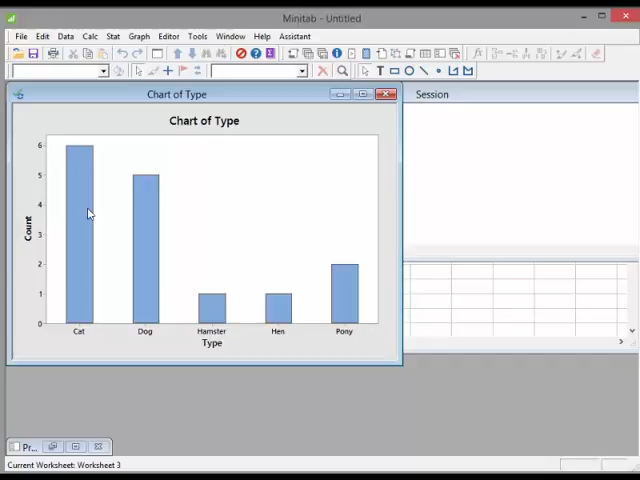 Minitab - Untitled
File Edit Data Calc Stat Graph Editor Tools Window Help Assistant
Chart of Type
Session
Chart of Type
6
5
4
3
2
1
0
Count
Cat Dog Hamster Hen Pony
Type
Pr...
Current Worksheet: Worksheet 3